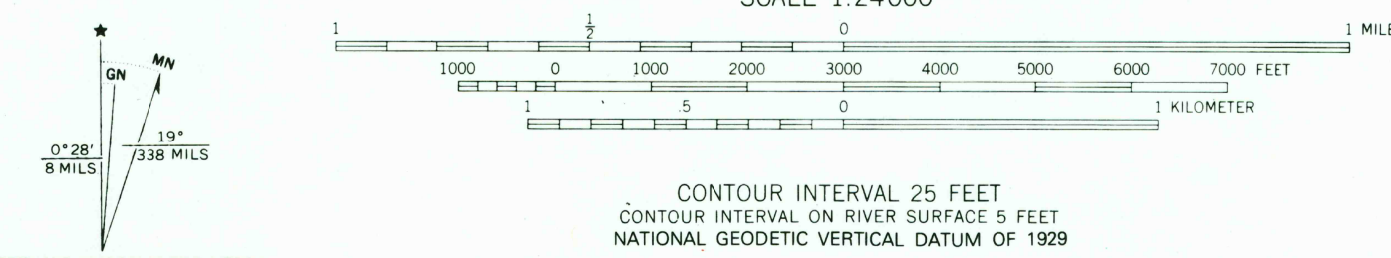 SCALE 1:24000
1 1/2 0 1 MILE
1000 0 1000 2000 3000 4000 5000 6000 7000 FEET
1 .5 0 1 KILOMETER
★
GN
MN
0°28'
8 MILS
19°
338 MILS
CONTOUR INTERVAL 25 FEET
CONTOUR INTERVAL ON RIVER SURFACE 5 FEET
NATIONAL GEODETIC VERTICAL DATUM OF 1929